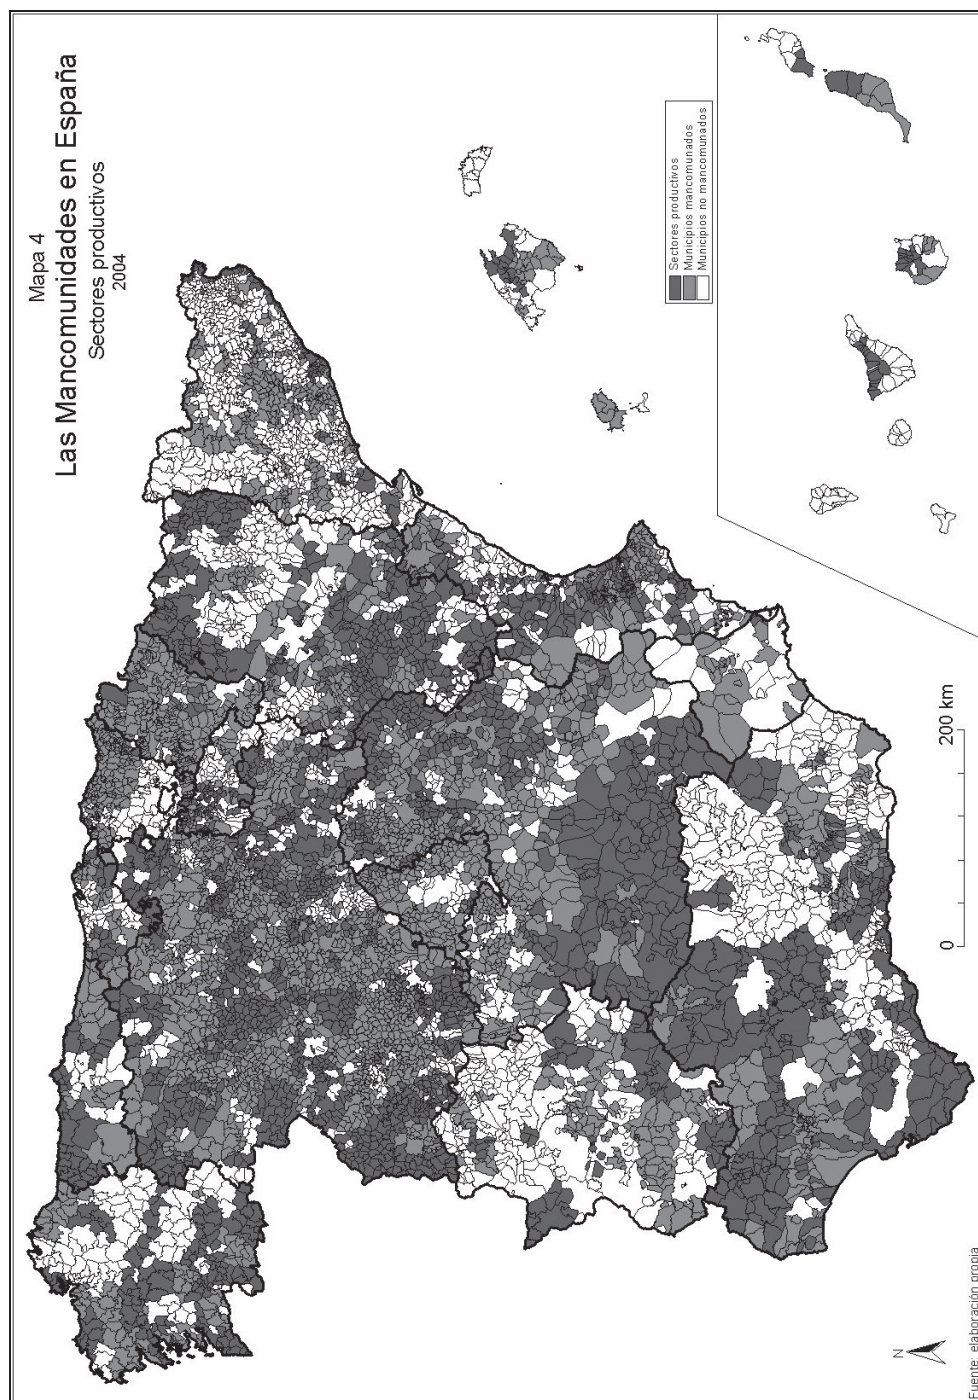 Mapa 4
Las Mancomunidades en España
Sectores productivos
2004
Sectores productivos
Municipios mancomunados
Municipios no mancomunados
0
200 km
N
Fuente: elaboración propia